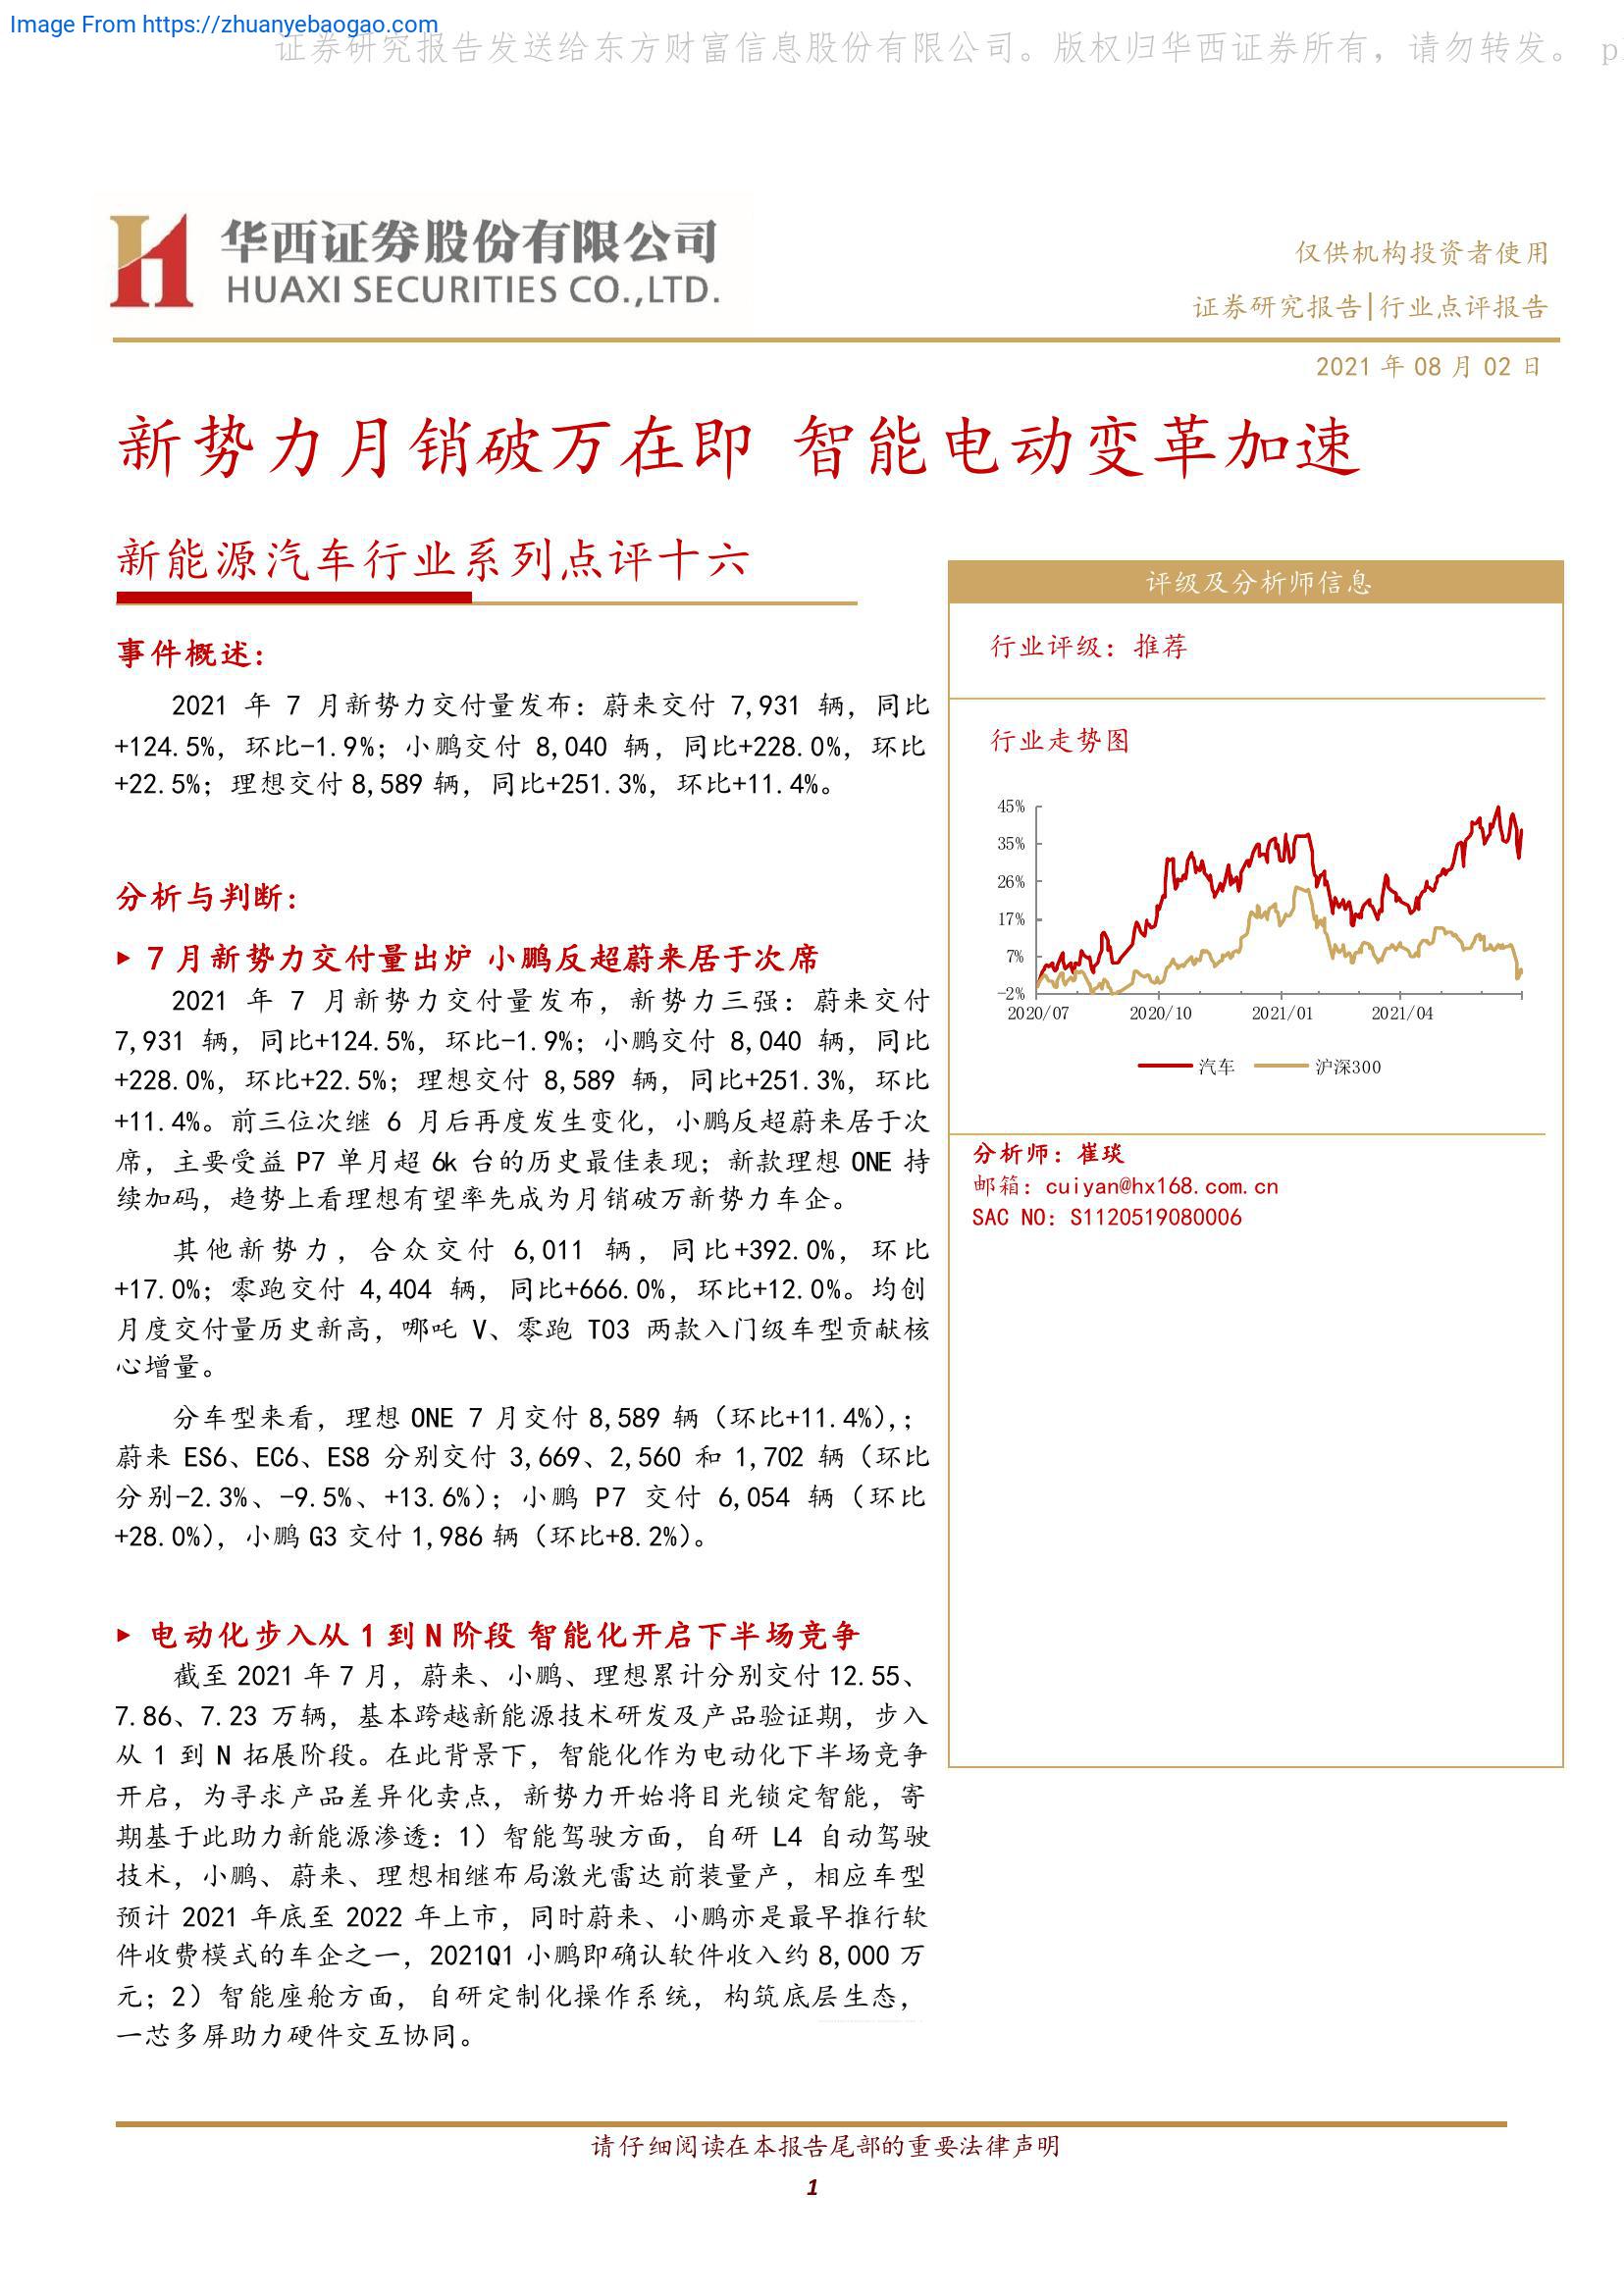 Image From https://zhuanyebaogao.com
证券研究报告发送给东方财富信息股份有限公司。版权归华西证券所有，请勿转发。 p
华西证券股份有限公司
HUAXI SECURITIES CO.,LTD.
仅供机构投资者使用
证券研究报告|行业点评报告
2021 年 08 月 02 日
新势力月销破万在即 智能电动变革加速
新能源汽车行业系列点评十六
事件概述：
2021 年 7 月新势力交付量发布：蔚来交付 7,931 辆，同比
+124.5%，环比-1.9%；小鹏交付 8,040 辆，同比+228.0%，环比
+22.5%；理想交付 8,589 辆，同比+251.3%，环比+11.4%。
分析与判断：
▸ 7 月新势力交付量出炉 小鹏反超蔚来居于次席
2021 年 7 月新势力交付量发布，新势力三强：蔚来交付
7,931 辆，同比+124.5%，环比-1.9%；小鹏交付 8,040 辆，同比
+228.0%，环比+22.5%；理想交付 8,589 辆，同比+251.3%，环比
+11.4%。前三位次继 6 月后再度发生变化，小鹏反超蔚来居于次
席，主要受益 P7 单月超 6k 台的历史最佳表现；新款理想 ONE 持
续加码，趋势上看理想有望率先成为月销破万新势力车企。
其他新势力，合众交付 6,011 辆，同比+392.0%，环比
+17.0%；零跑交付 4,404 辆，同比+666.0%，环比+12.0%。均创
月度交付量历史新高，哪吒 V、零跑 T03 两款入门级车型贡献核
心增量。
分车型来看，理想 ONE 7 月交付 8,589 辆（环比+11.4%），；
蔚来 ES6、EC6、ES8 分别交付 3,669、2,560 和 1,702 辆（环比
分别-2.3%、-9.5%、+13.6%）；小鹏 P7 交付 6,054 辆（环比
+28.0%），小鹏 G3 交付 1,986 辆（环比+8.2%）。
▸ 电动化步入从 1 到 N 阶段 智能化开启下半场竞争
截至 2021 年 7 月，蔚来、小鹏、理想累计分别交付 12.55、
7.86、7.23 万辆，基本跨越新能源技术研发及产品验证期，步入
从 1 到 N 拓展阶段。在此背景下，智能化作为电动化下半场竞争
开启，为寻求产品差异化卖点，新势力开始将目光锁定智能，寄
期基于此助力新能源渗透：1）智能驾驶方面，自研 L4 自动驾驶
技术，小鹏、蔚来、理想相继布局激光雷达前装量产，相应车型
预计 2021 年底至 2022 年上市，同时蔚来、小鹏亦是最早推行软
件收费模式的车企之一，2021Q1 小鹏即确认软件收入约 8,000 万
元；2）智能座舱方面，自研定制化操作系统，构筑底层生态，
一芯多屏助力硬件交互协同。
评级及分析师信息
行业评级：推荐
行业走势图
45%
35%
26%
17%
7%
-2%
2020/07 2020/10 2021/01 2021/04
汽车 沪深300
分析师：崔琰
邮箱：cuiyan@hx168.com.cn
SAC NO：S1120519080006
请仔细阅读在本报告尾部的重要法律声明
1